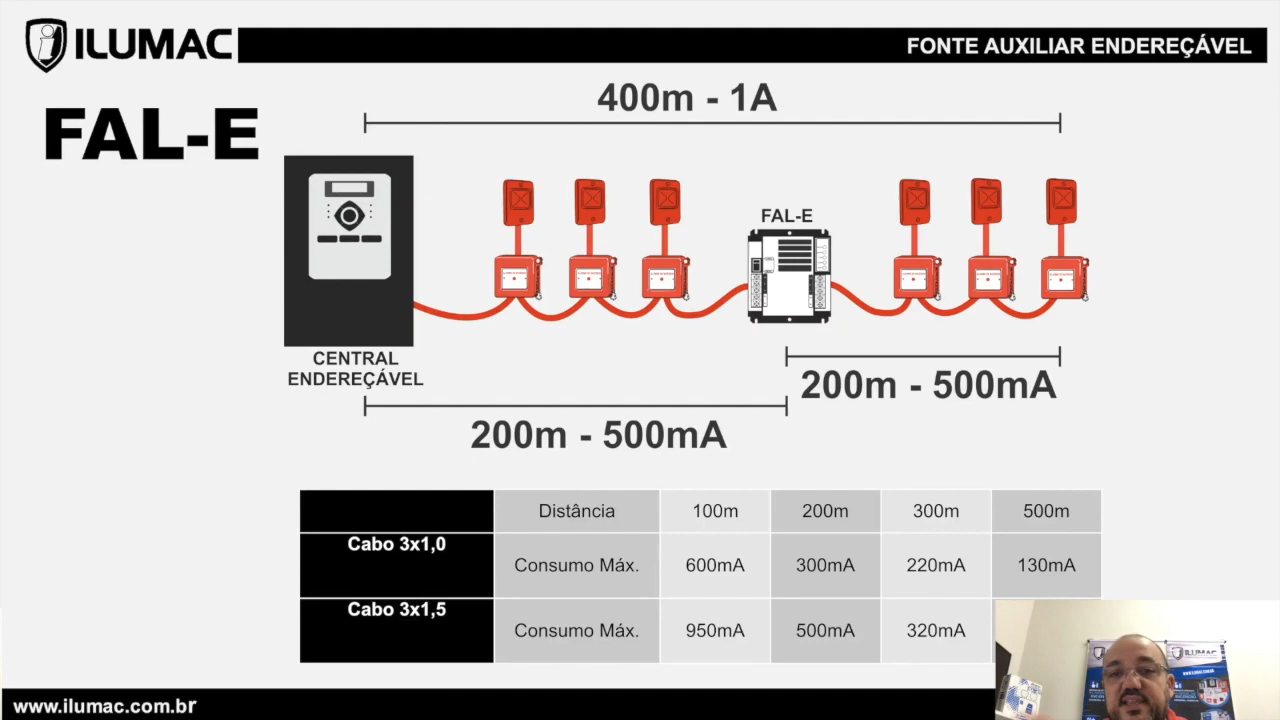 ILUMAC
FONTE AUXILIAR ENDEREÇÁVEL
FAL-E
400m - 1A
FAL-E
CENTRAL
ENDEREÇÁVEL
200m - 500mA
200m - 500mA
Distância 100m 200m 300m 500m
Cabo 3x1,0
Consumo Máx. 600mA 300mA 220mA 130mA
Cabo 3x1,5
Consumo Máx. 950mA 500mA 320mA
ILUMAC
www.ilumac.com.br